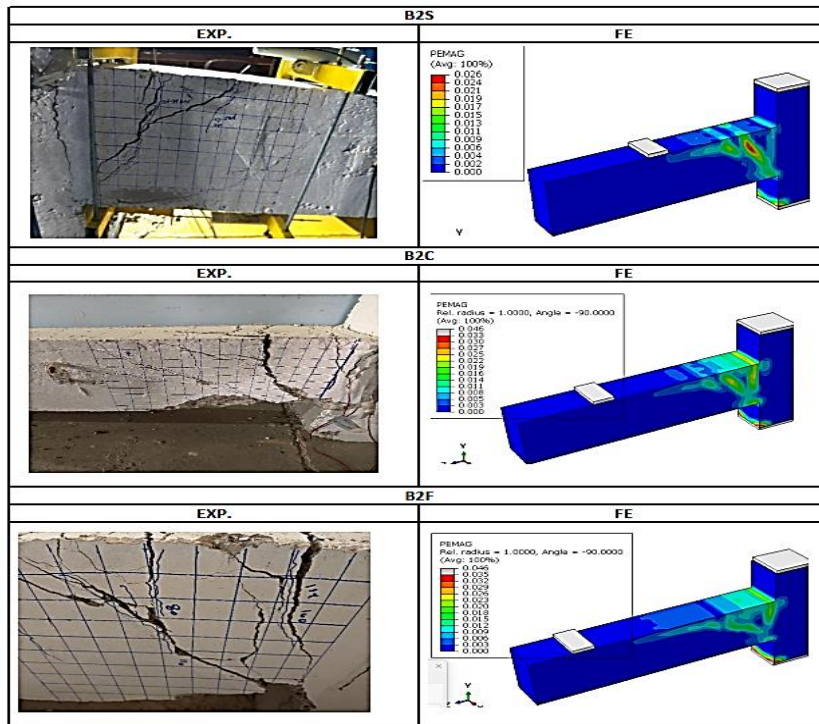 B2S
EXP.
FE
PEMAG
(Avg: 100%)
0.026
0.024
0.021
0.019
0.017
0.015
0.013
0.011
0.009
0.006
0.004
0.002
0.000
Y
B2C
EXP.
FE
PEMAG
Rel. radius = 1.0000, Angle = -90.0000
(Avg: 100%)
0.046
0.033
0.030
0.027
0.025
0.022
0.019
0.016
0.014
0.011
0.008
0.005
0.003
0.000
Y
B2F
EXP.
FE
PEMAG
Rel. radius = 1.0000, Angle = -90.0000
(Avg: 100%)
0.046
0.035
0.032
0.029
0.026
0.023
0.020
0.018
0.015
0.012
0.009
0.006
0.003
0.000
Y